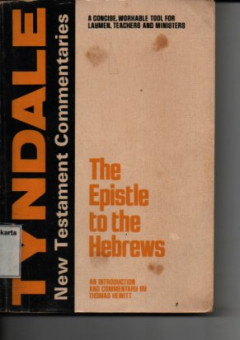 A CONCISE, WORKABLE TOOL FOR
LAYMEN, TEACHERS AND MINISTERS
TYNDALE
New Testament Commentaries
The
Epistle
to the
Hebrews
AN INTRODUCTION
AND COMMENTARY BY
THOMAS HEWITT
karta